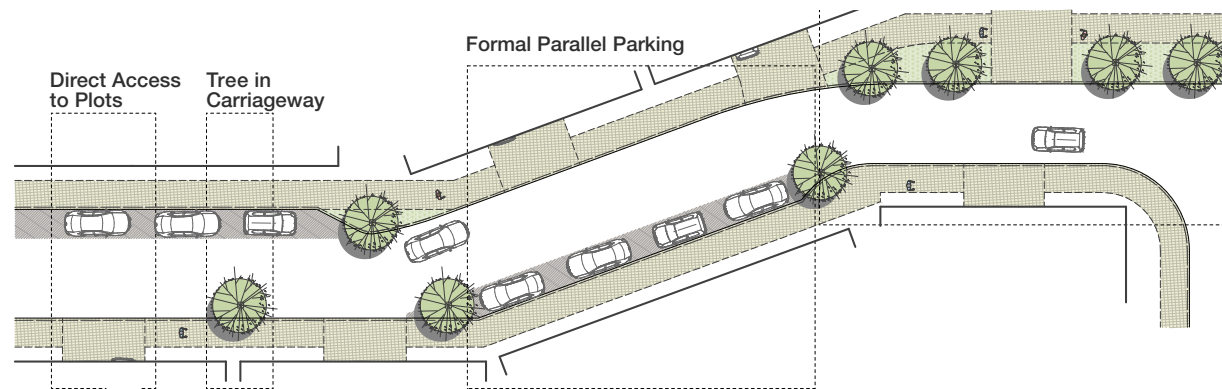 Formal Parallel Parking
Direct Access
to Plots
Tree in
Carriageway